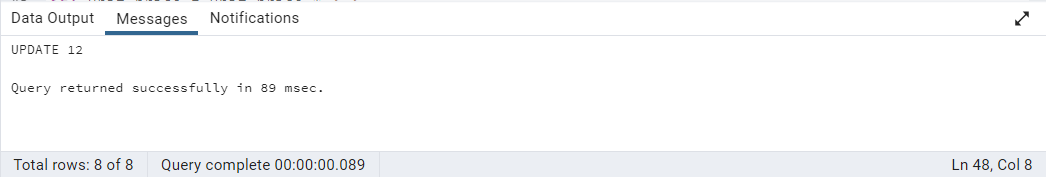 Data Output Messages Notifications
UPDATE 12
Query returned successfully in 89 msec.
Total rows: 8 of 8 Query complete 00:00:00.089 Ln 48, Col 8